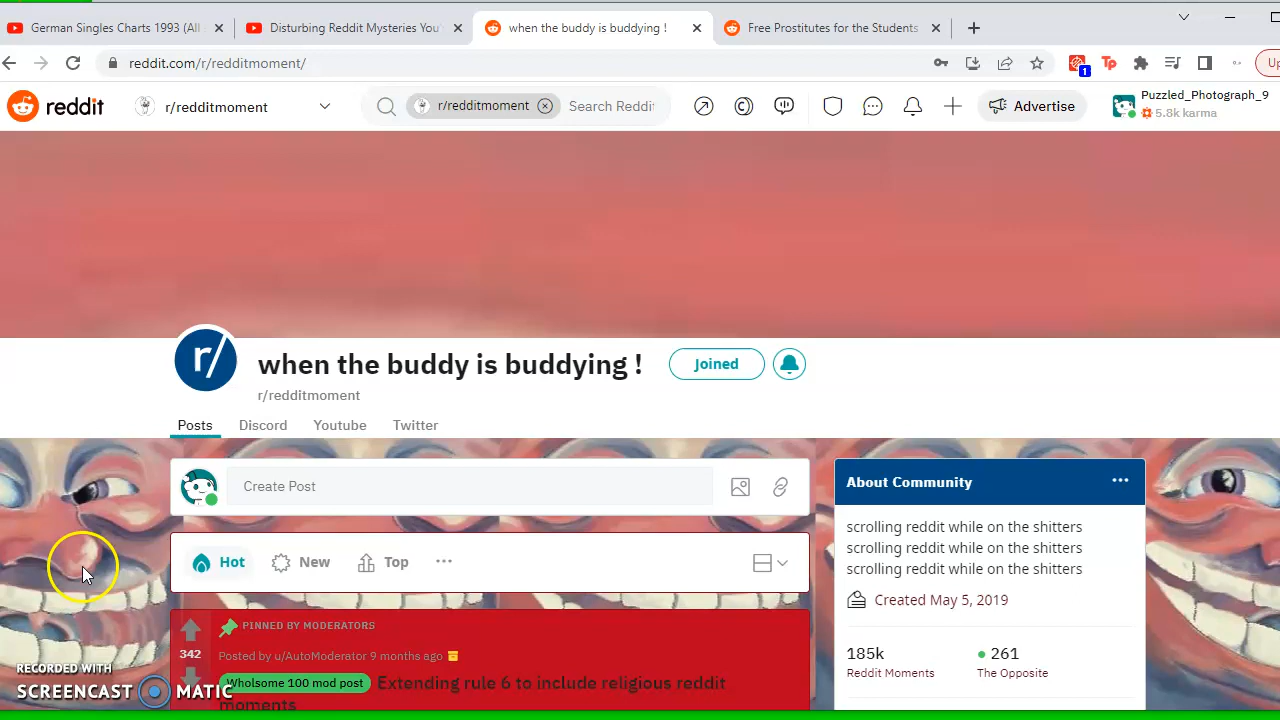 German Singles Charts 1993 (All
Disturbing Reddit Mysteries You'
when the buddy is buddying !
Free Prostitutes for the Students
reddit.com/r/redditmoment/
1
Tp
Up
reddit
r/redditmoment
r/redditmoment
Search Reddit
Advertise
Puzzled_Photograph_9
5.8k karma
r/
when the buddy is buddying !
Joined
r/redditmoment
Posts
Discord
Youtube
Twitter
Create Post
About Community
scrolling reddit while on the shitters
scrolling reddit while on the shitters
scrolling reddit while on the shitters
Hot
New
Top
Created May 5, 2019
PINNED BY MODERATORS
342
Posted by u/AutoModerator 9 months ago
185k
261
Reddit Moments
The Opposite
Wholsome 100 mod post
Extending rule 6 to include religious reddit
moments
RECORDED WITH
SCREENCAST MATIC